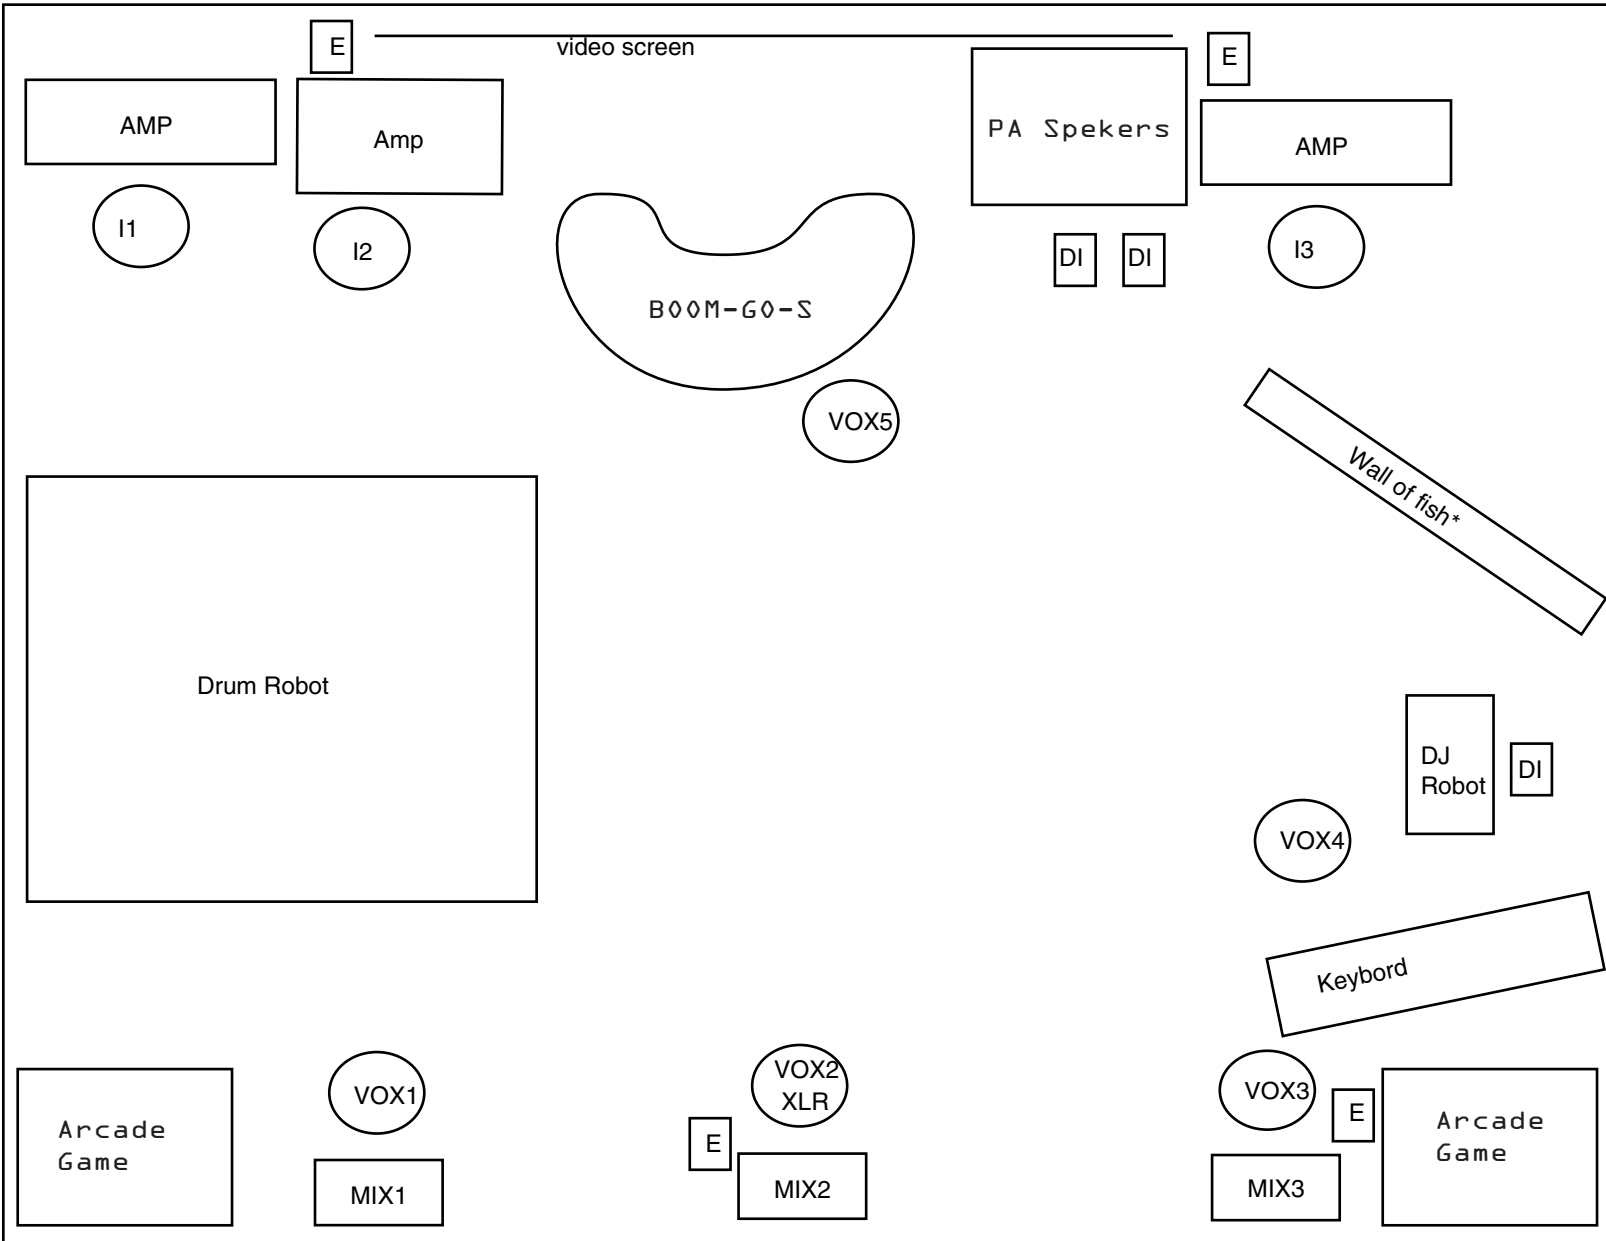 E
video screen
E
AMP
Amp
PA Spekers
AMP
I1
I2
DI
DI
I3
BOOM-GO-S
VOX5
Wall of fish*
Drum Robot
DJ
Robot
DI
VOX4
Keybord
VOX1
VOX2
XLR
VOX3
E
E
Arcade
Game
Arcade
Game
MIX1
MIX2
MIX3